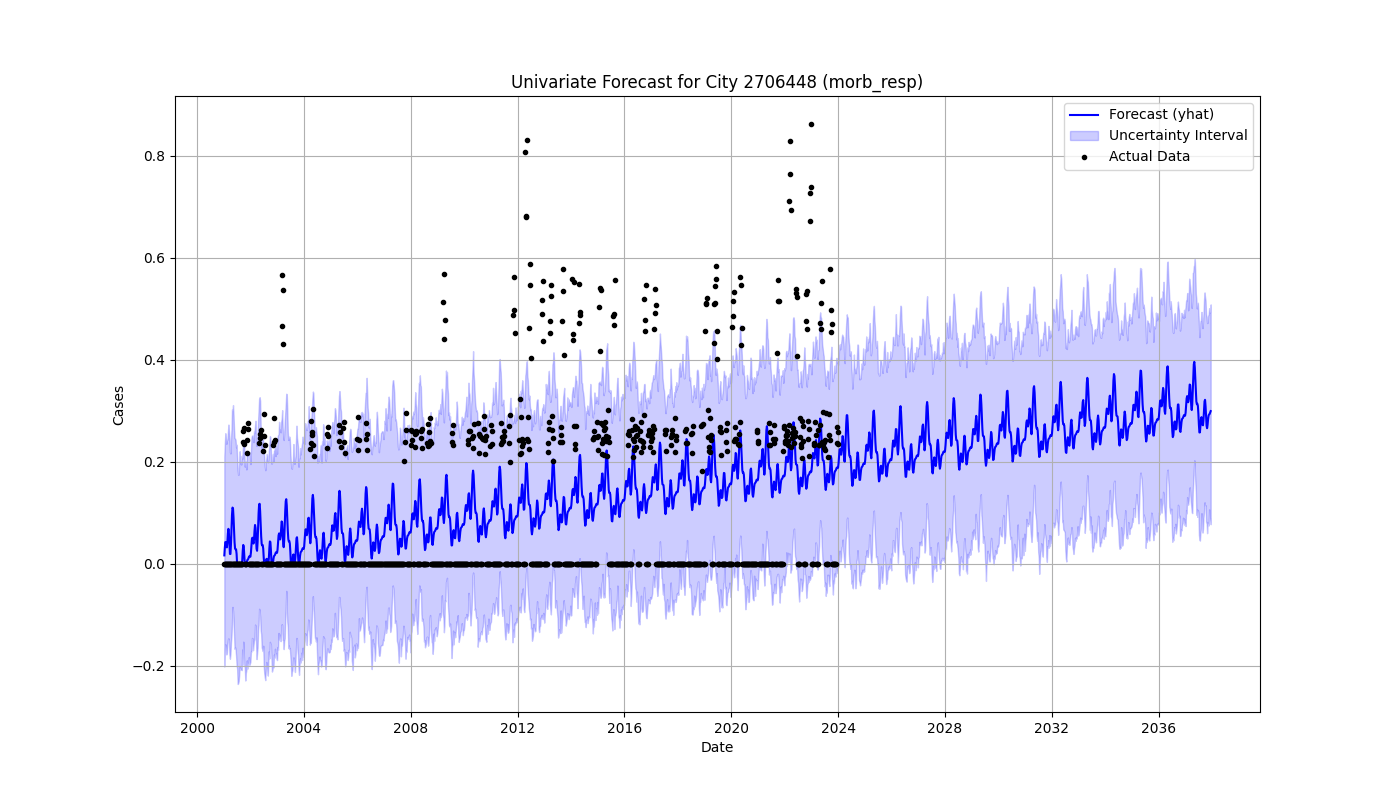 Univariate Forecast for City 2706448 (morb_resp)
Forecast (yhat)
Uncertainty Interval
Actual Data
Cases
0.8
0.6
0.4
0.2
0.0
−0.2
2000 2004 2008 2012 2016 2020 2024 2028 2032 2036
Date